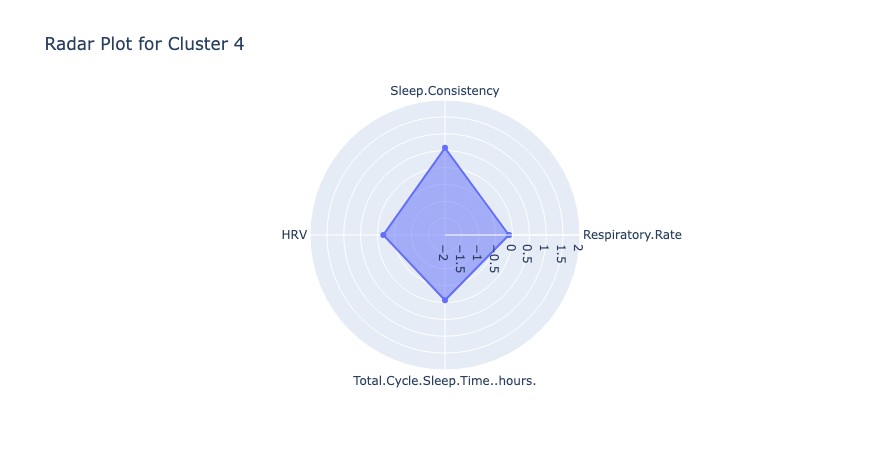 Radar Plot for Cluster 4
Sleep.Consistency
HRV
Respiratory.Rate
−2
−1.5
−1
−0.5
0
0.5
1
1.5
2
Total.Cycle.Sleep.Time..hours.